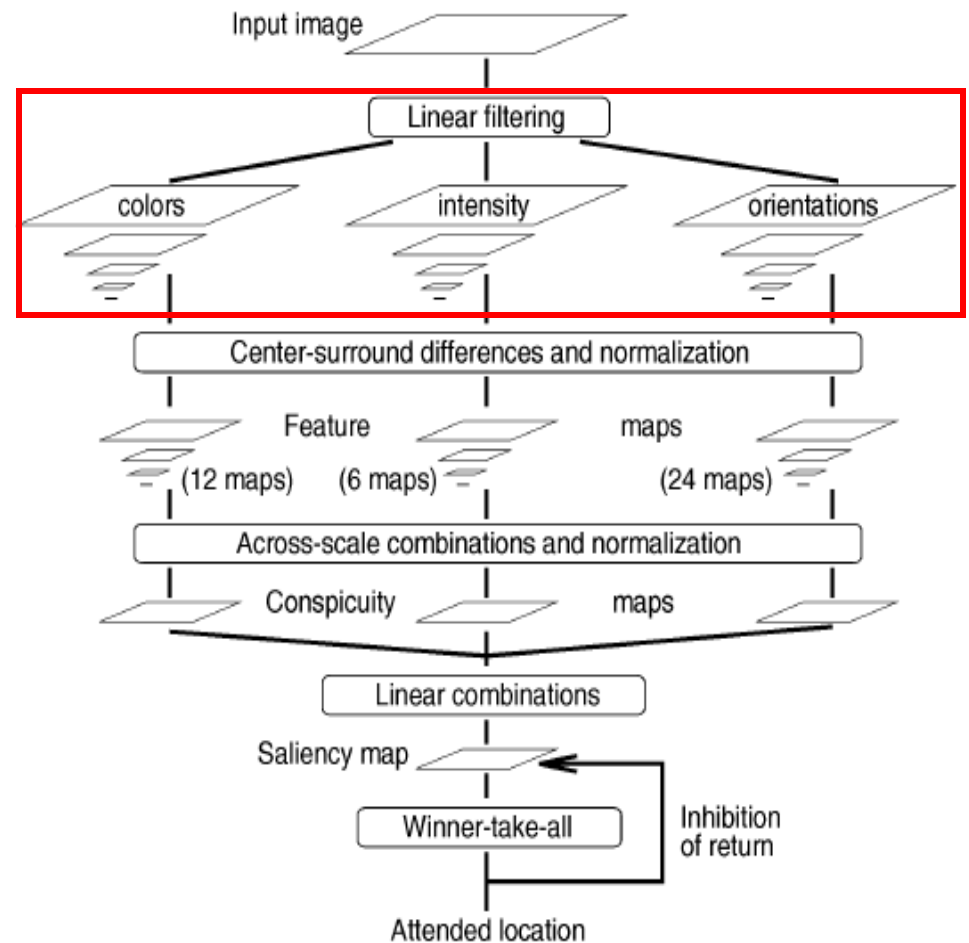 Input image
Linear filtering
colors
intensity
orientations
Center-surround differences and normalization
Feature maps
(12 maps) (6 maps) (24 maps)
Across-scale combinations and normalization
Conspicuity maps
Linear combinations
Saliency map
Winner-take-all
Inhibition
of return
Attended location